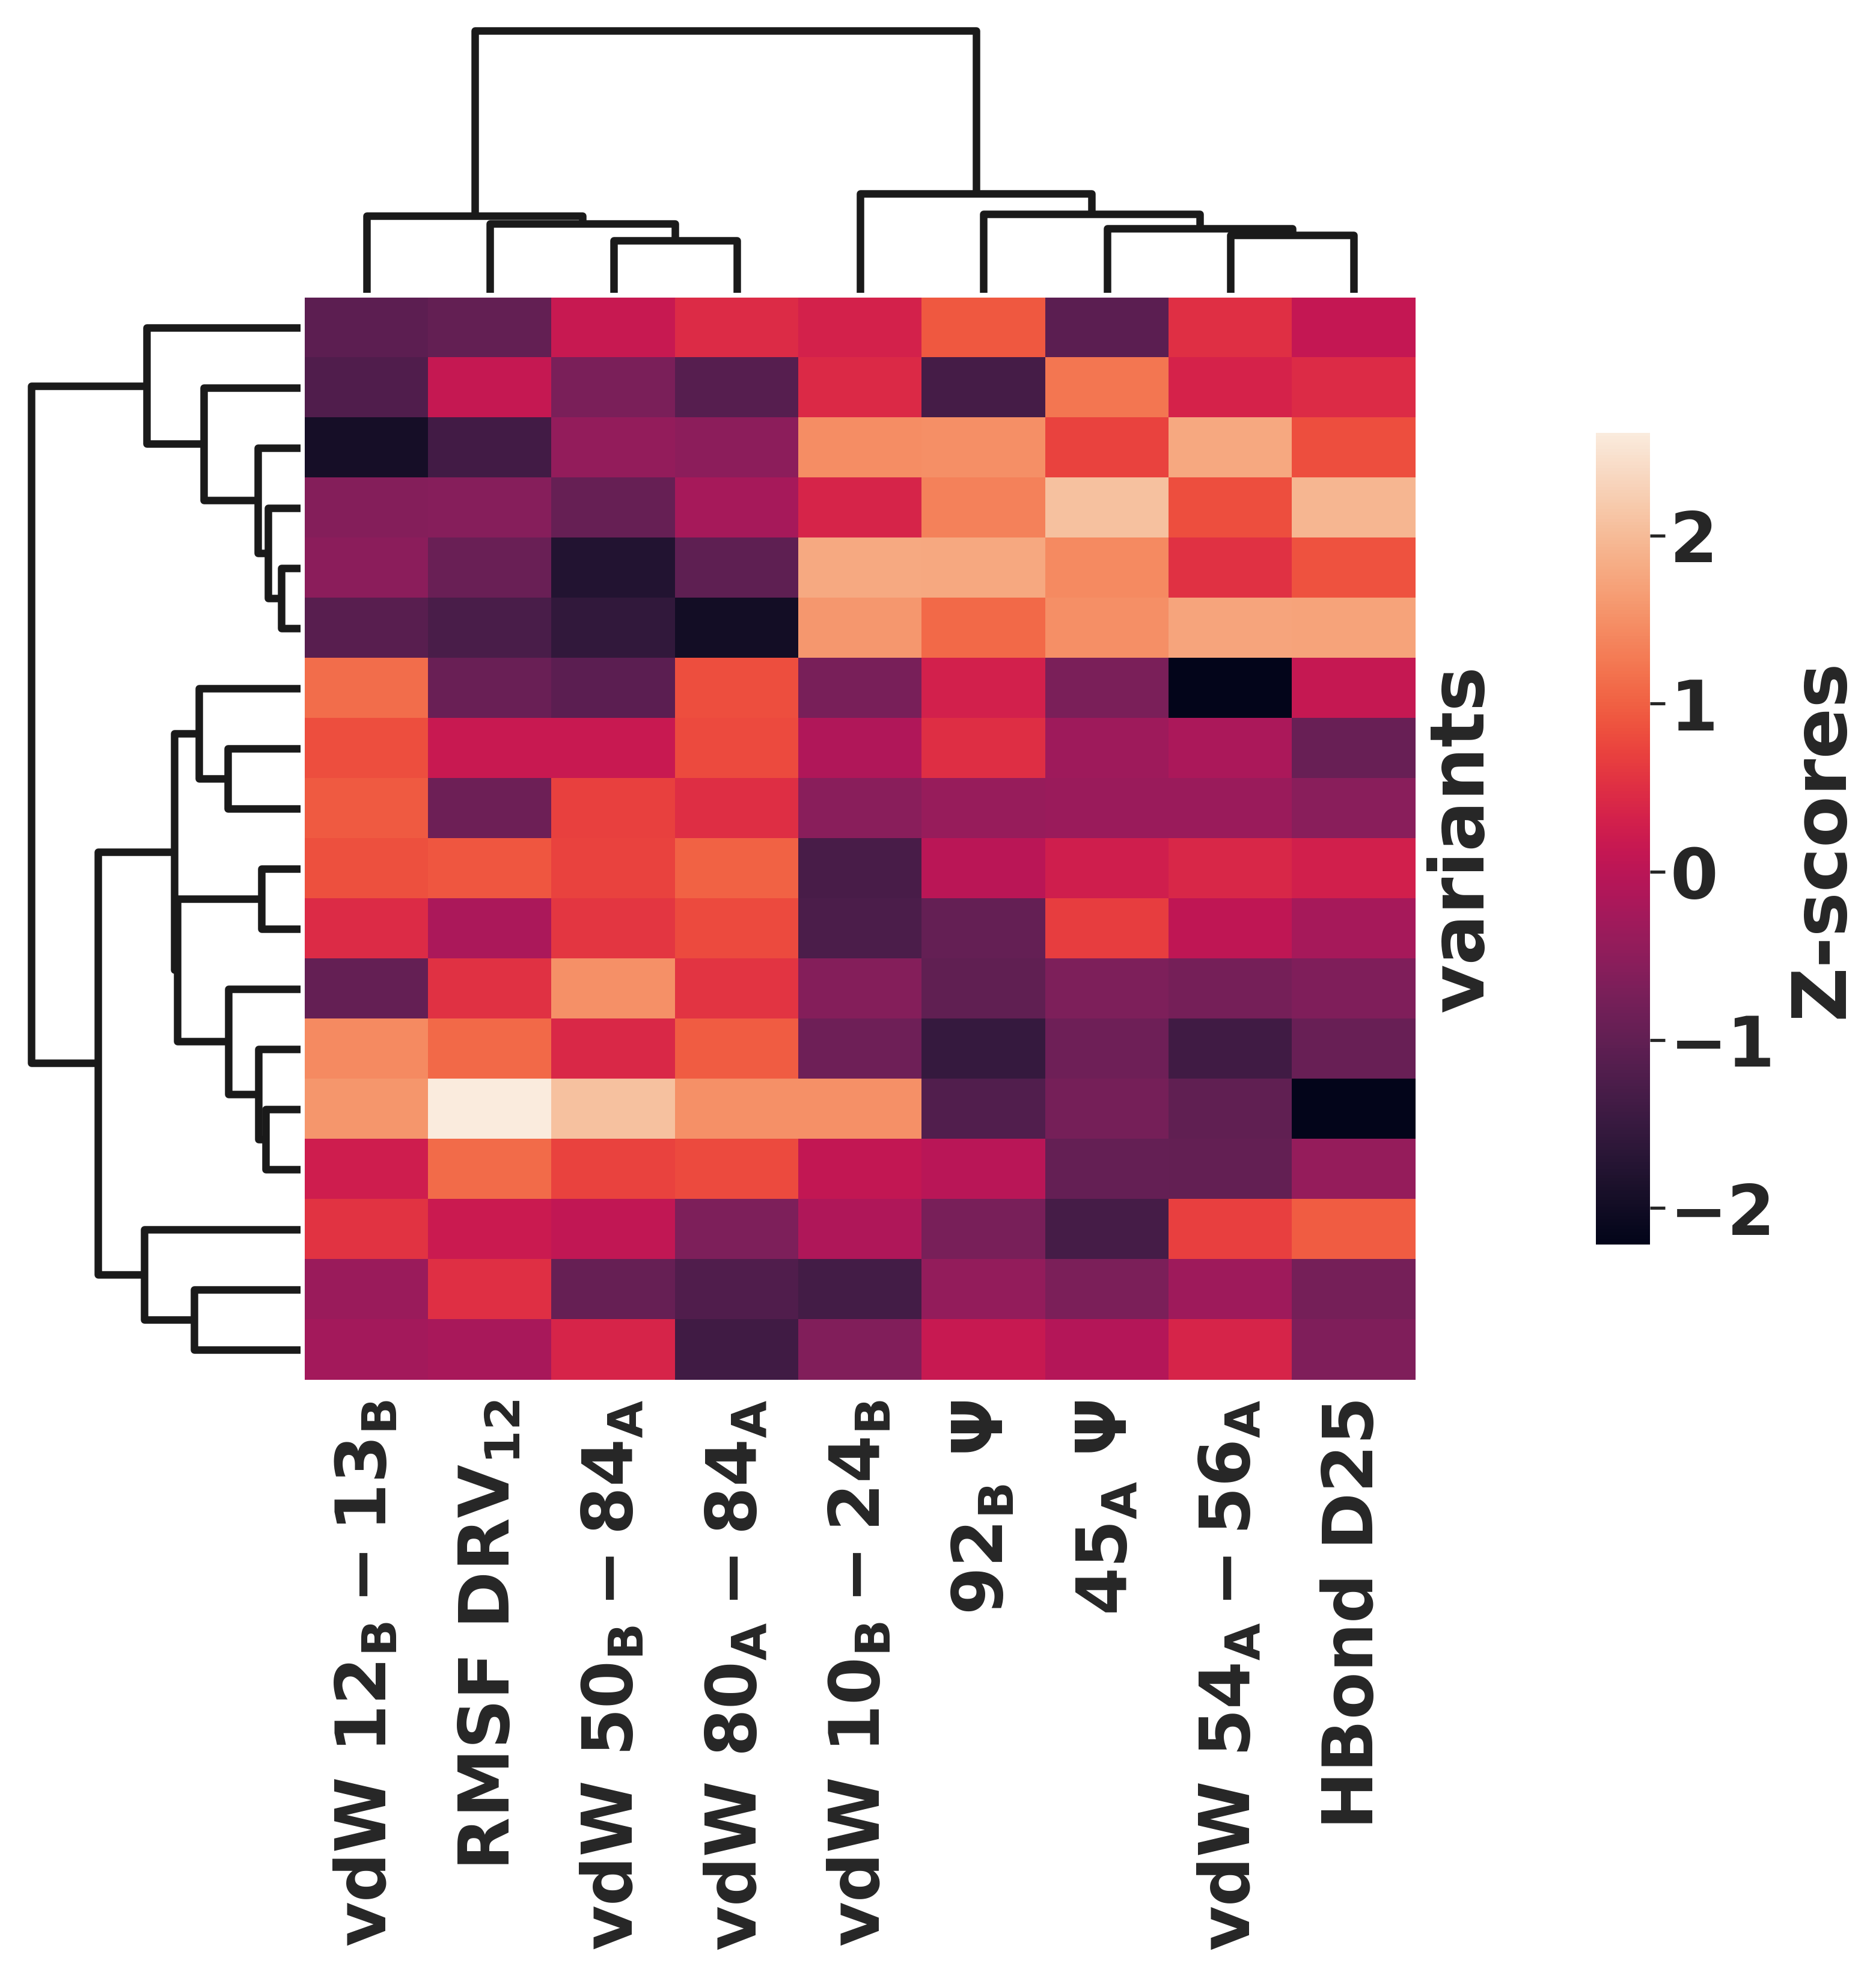 variants
2
1
0
−1
−2
Z-scores
vdW 12B − 13B
RMSF DRV12
vdW 50B − 84A
vdW 80A − 84A
vdW 10B − 24B
92B Ψ
45A Ψ
vdW 54A − 56A
HBond D25